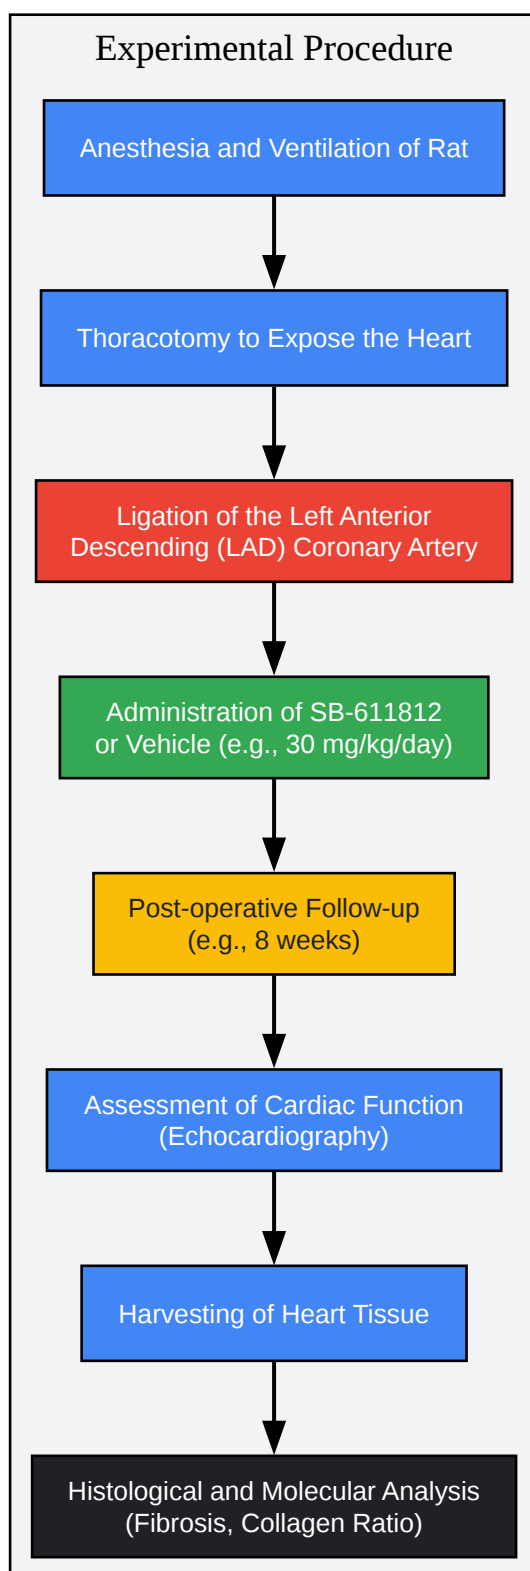 Experimental Procedure
Anesthesia and Ventilation of Rat
Thoracotomy to Expose the Heart
Ligation of the Left Anterior
Descending (LAD) Coronary Artery
Administration of SB-611812
or Vehicle (e.g., 30 mg/kg/day)
Post-operative Follow-up
(e.g., 8 weeks)
Assessment of Cardiac Function
(Echocardiography)
Harvesting of Heart Tissue
Histological and Molecular Analysis
(Fibrosis, Collagen Ratio)